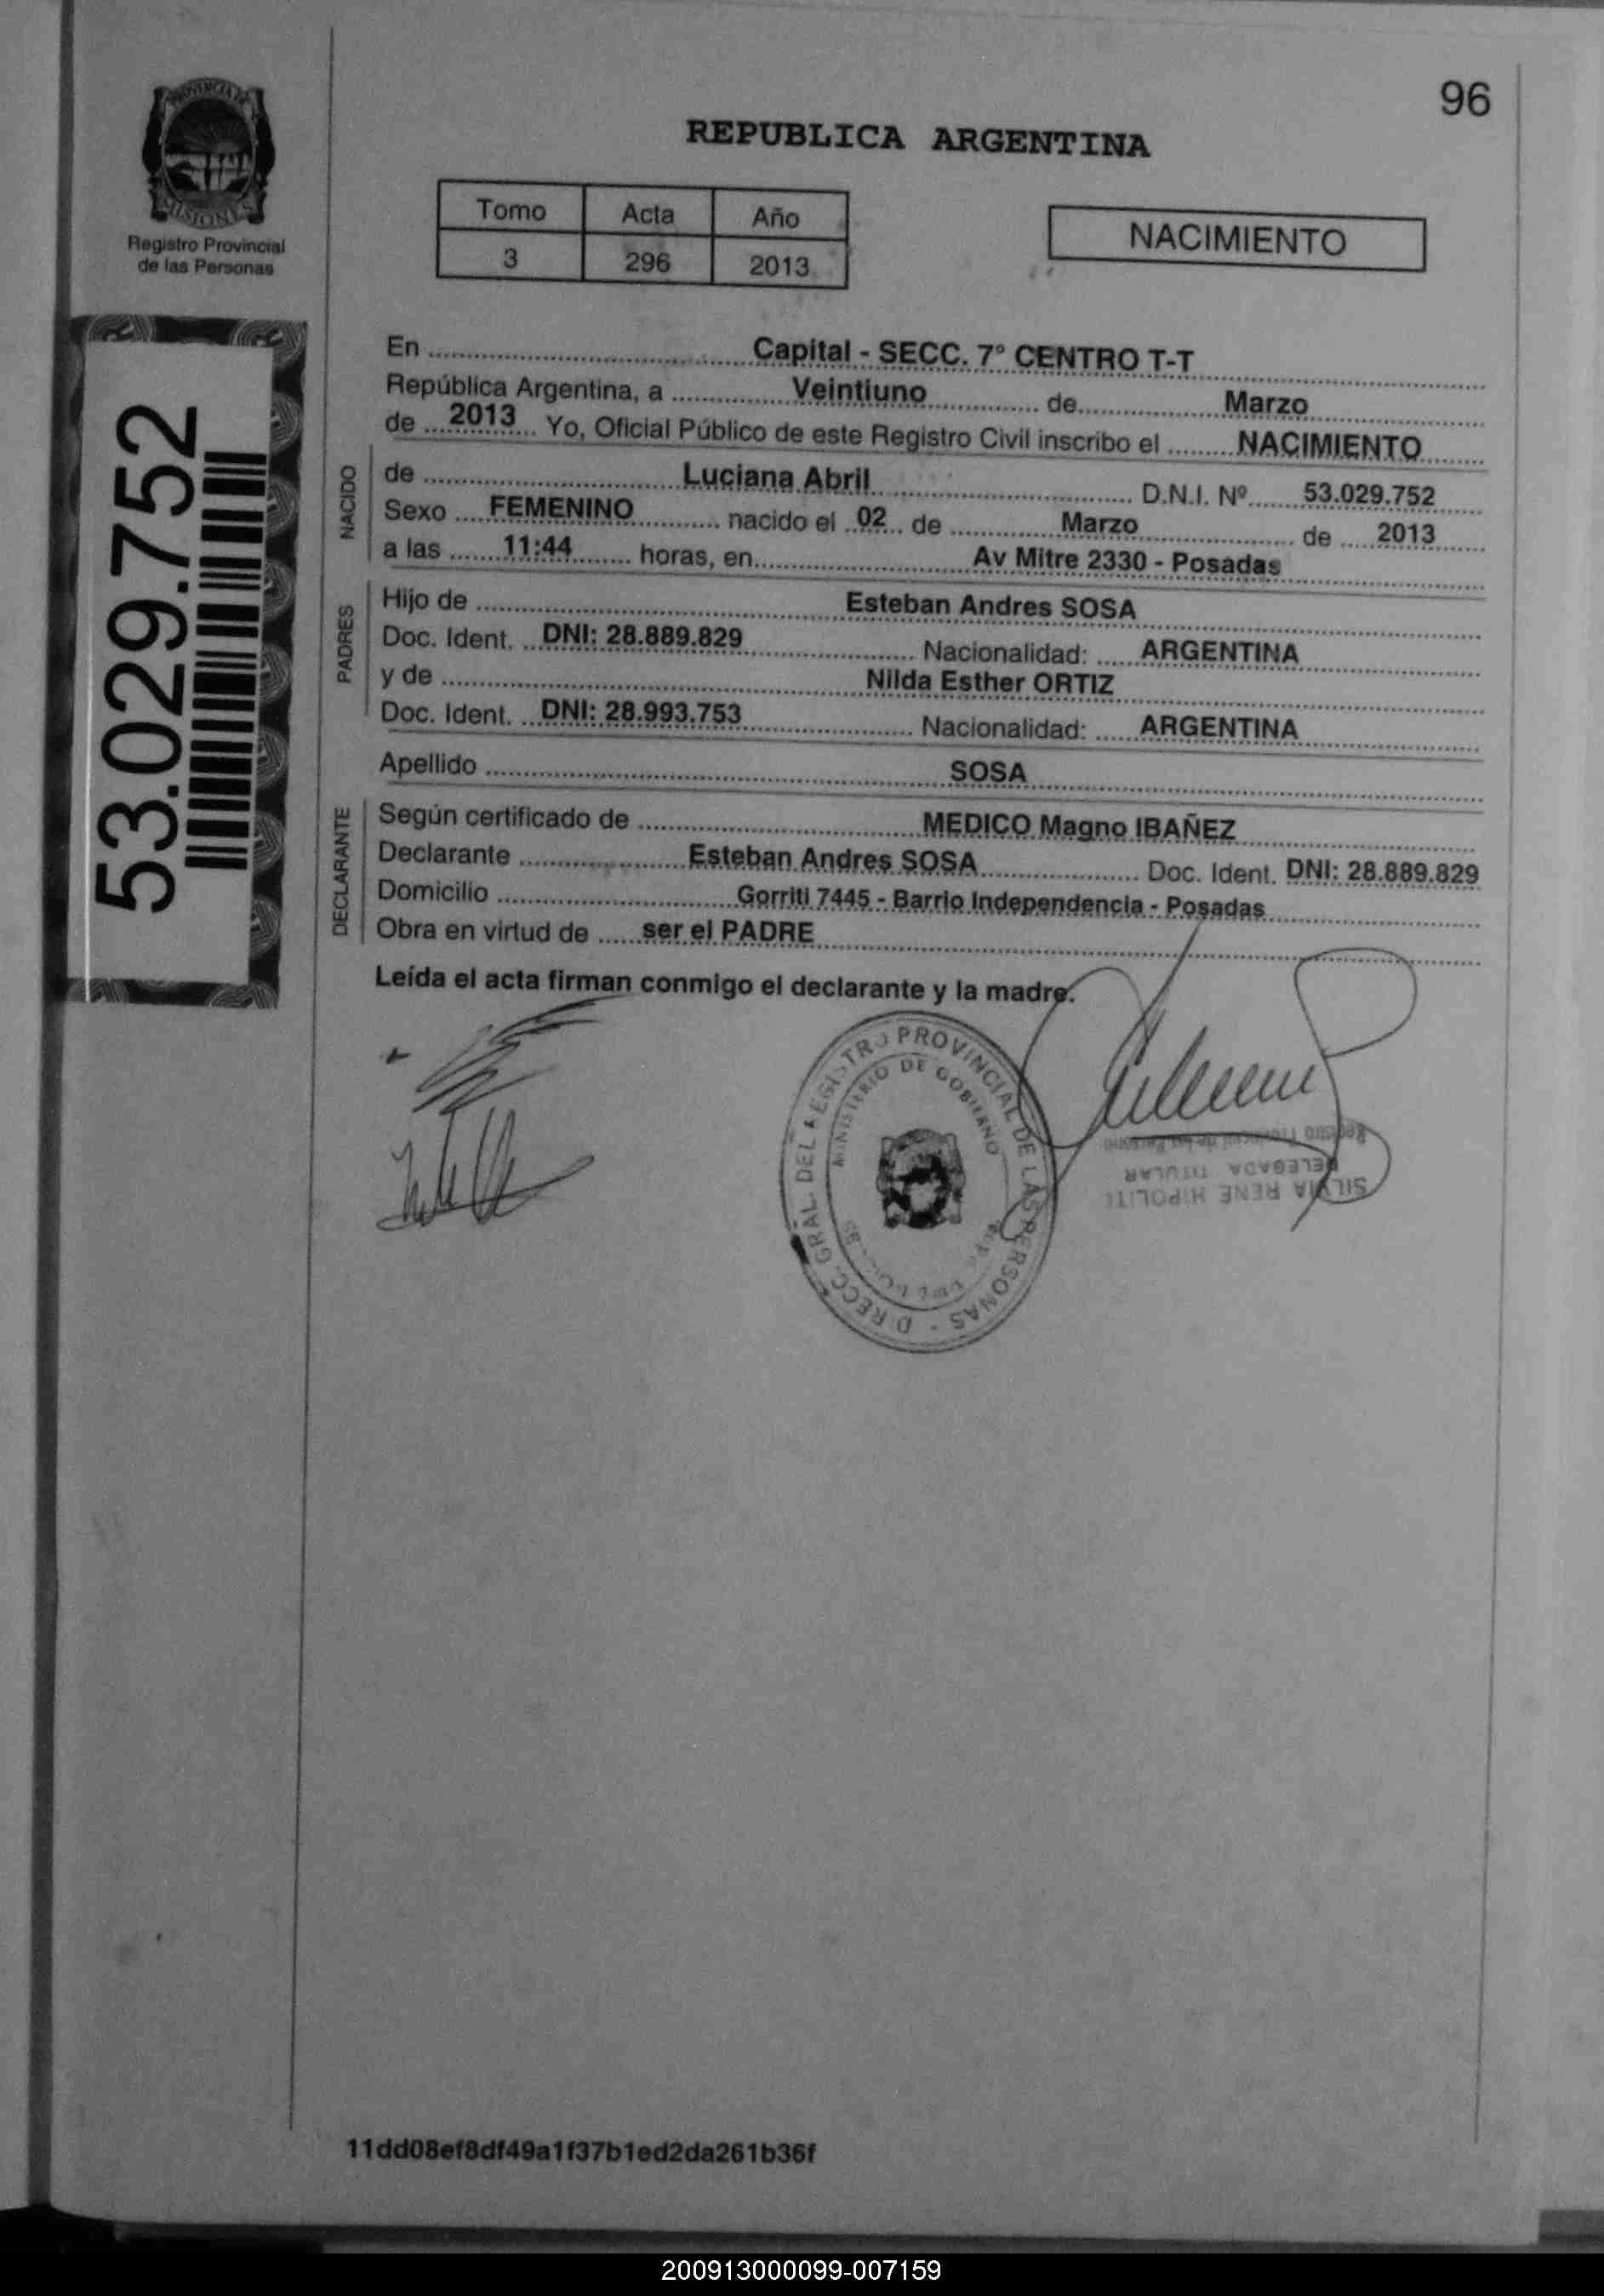 96
PROVINCIA DE
MISIONES
Registro Provincial
de las Personas
REPUBLICA ARGENTINA
Tomo Acta Año
3 296 2013
NACIMIENTO
53.029.752
En Capital - SECC. 7° CENTRO T-T
República Argentina, a Veintiuno de Marzo
de 2013 Yo, Oficial Público de este Registro Civil inscribo el NACIMIENTO
NACIDO
de Luciana Abril D.N.I. Nº 53.029.752
Sexo FEMENINO nacido el 02 de Marzo de 2013
a las 11:44 horas, en Av Mitre 2330 - Posadas
PADRES
Hijo de Esteban Andres SOSA
Doc. Ident. DNI: 28.889.829 Nacionalidad: ARGENTINA
y de Nilda Esther ORTIZ
Doc. Ident. DNI: 28.993.753 Nacionalidad: ARGENTINA
Apellido SOSA
DECLARANTE
Según certificado de MEDICO Magno IBAÑEZ
Declarante Esteban Andres SOSA Doc. Ident. DNI: 28.889.829
Domicilio Gorriti 7445 - Barrio Independencia - Posadas
Obra en virtud de ser el PADRE
Leída el acta firman conmigo el declarante y la madre.
DIRECC. GRAL. DEL REGISTRO PROVINCIAL DE LAS PERSONAS
MINISTERIO DE GOBIERNO
SILVIA RENE HIPOLIT
DELEGADA TITULAR
11dd08ef8df49a1f37b1ed2da261b36f
200913000099-007159